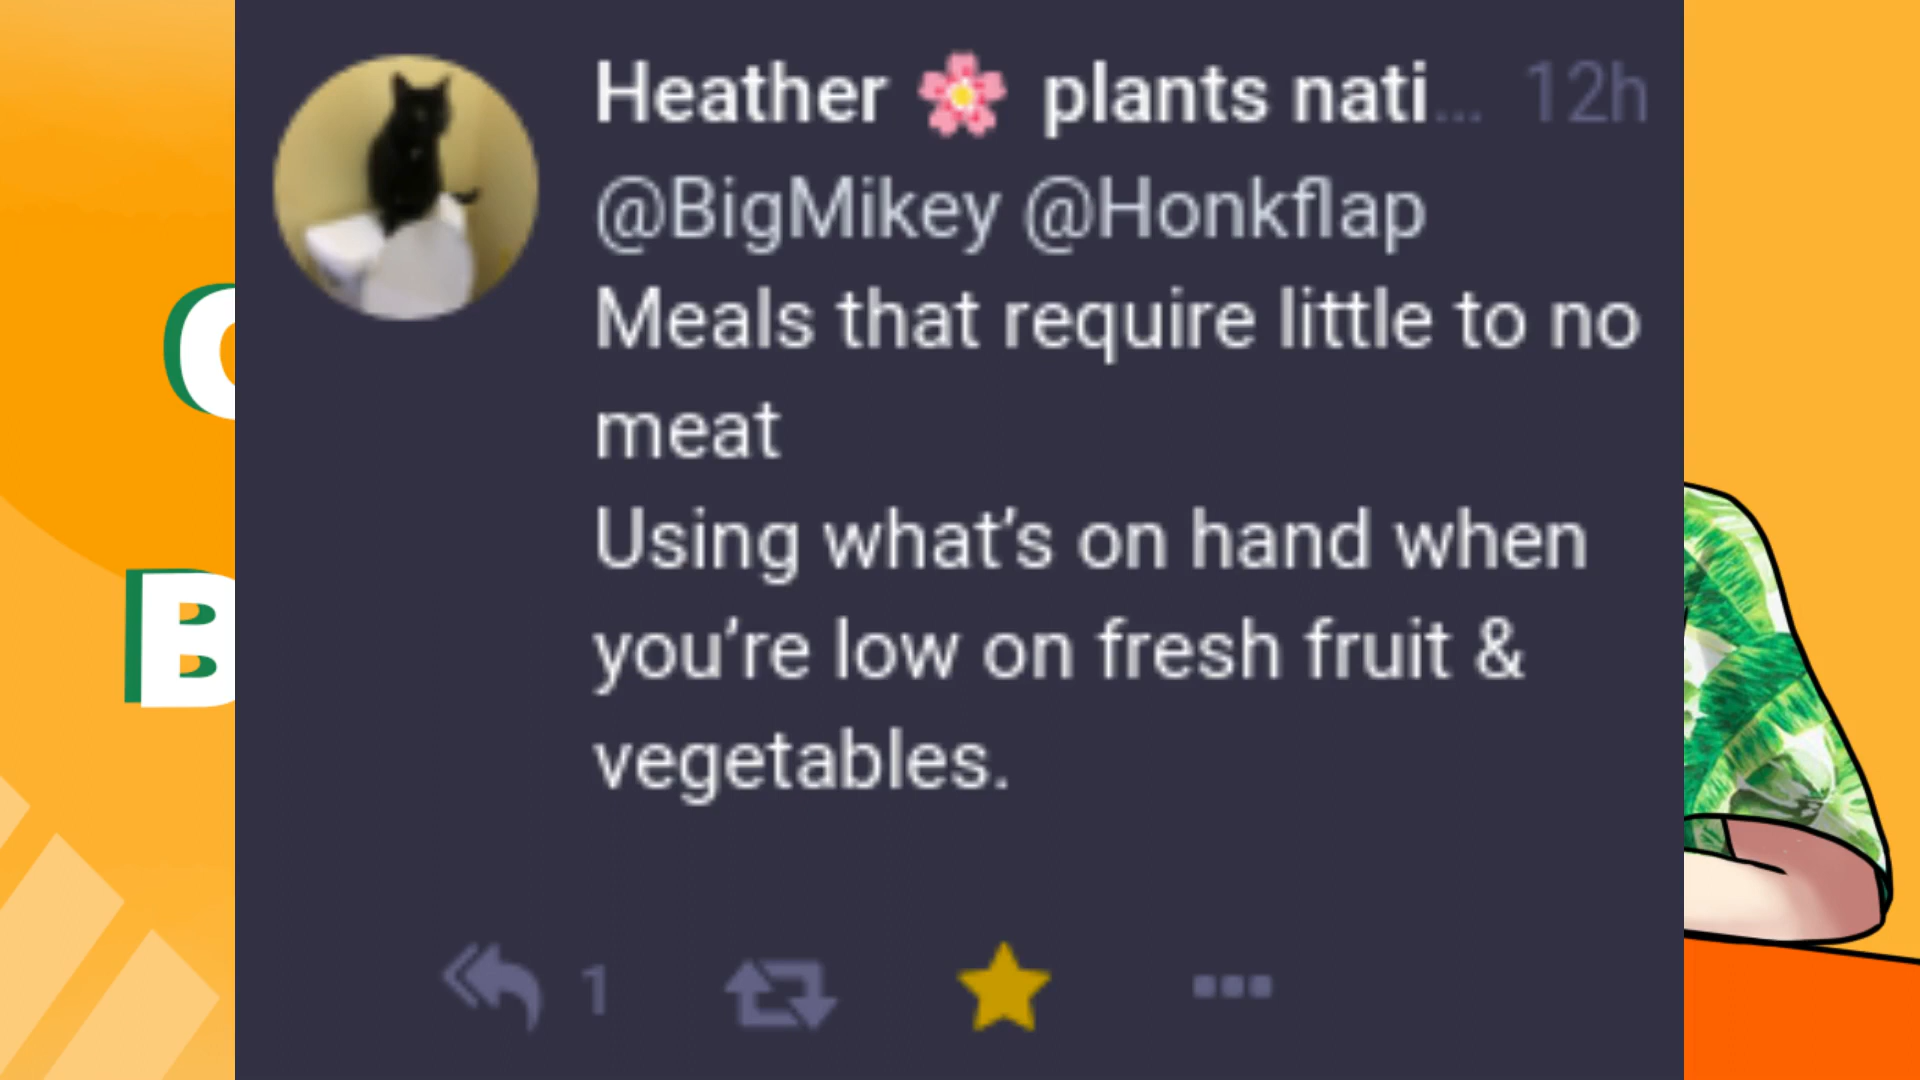 Heather 🌸 plants nati... 12h
@BigMikey @Honkflap
Meals that require little to no
meat
Using what's on hand when
you're low on fresh fruit &
vegetables.
1
B